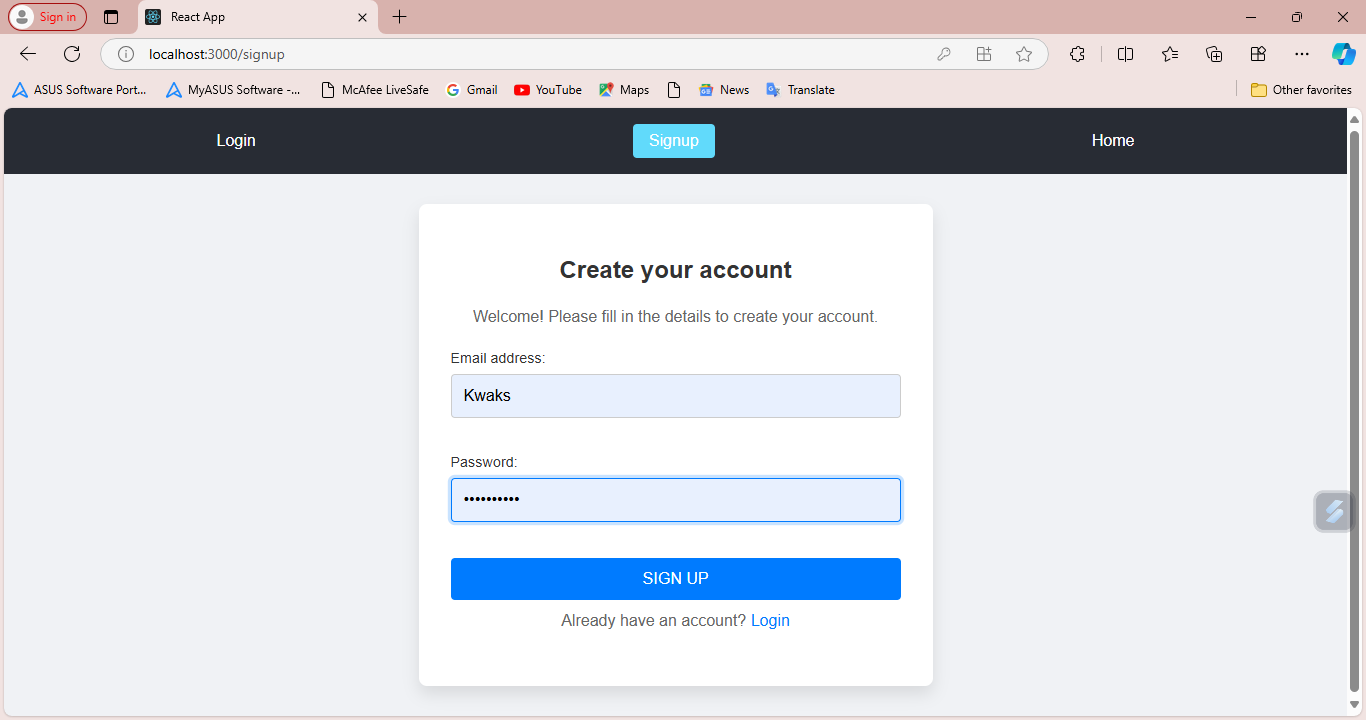 Sign in
React App
localhost:3000/signup
ASUS Software Port... MyASUS Software -... McAfee LiveSafe Gmail YouTube Maps News Translate Other favorites
Login Signup Home
Create your account
Welcome! Please fill in the details to create your account.
Email address:
Kwaks
Password:
••••••••••
SIGN UP
Already have an account? Login